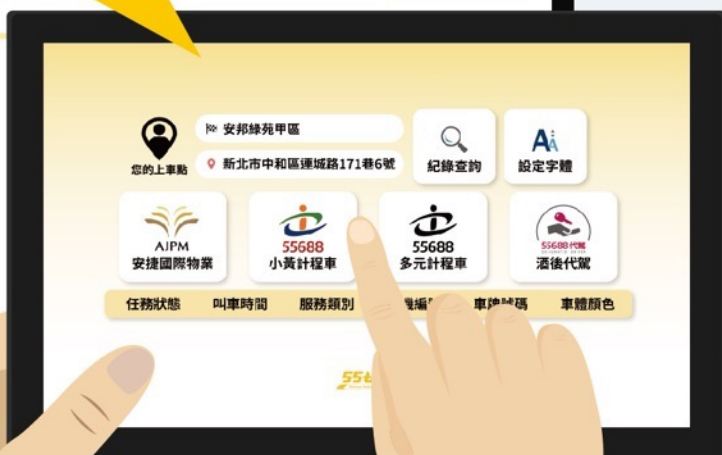 安邦綠苑甲區
您的上車點
新北市中和區連城路171巷6號
紀錄查詢
設定字體
AJPM
安捷國際物業
55688
小黃計程車
55688
多元計程車
55688代駕
酒後代駕
任務狀態 叫車時間 服務類別 機編 車牌號碼 車體顏色